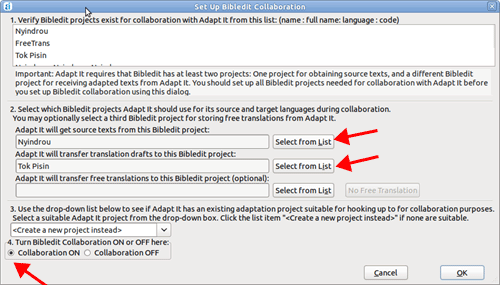 Set Up Bibledit Collaboration
1. Verify Bibledit projects exist for collaboration with Adapt It from this list: (name : full name: language : code)
Nyindrou
FreeTrans
Tok Pisin
Important: Adapt It requires that Bibledit has at least two projects: One project for obtaining source texts, and a different Bibledit
project for receiving adapted texts from Adapt It. You should set up all Bibledit projects needed for collaboration with Adapt It before
you set up Bibledit collaboration using this dialog.
2. Select which Bibledit projects Adapt It should use for its source and target languages during collaboration.
You may optionally select a third Bibledit project for storing free translations from Adapt It.
Adapt It will get source texts from this Bibledit project:
Nyindrou Select from List
Adapt It will transfer translation drafts to this Bibledit project:
Tok Pisin Select from List
Adapt It will transfer free translations to this Bibledit project (optional):
Select from List No Free Translation
3. Use the drop-down list below to see if Adapt It has an existing adaptation project suitable for hooking up to for collaboration purposes.
Select a suitable Adapt It project from the drop-down box. Click the list item "<Create a new project instead>" if none are suitable.
<Create a new project instead>
4. Turn Bibledit Collaboration ON or OFF here:
Collaboration ON Collaboration OFF
Cancel OK